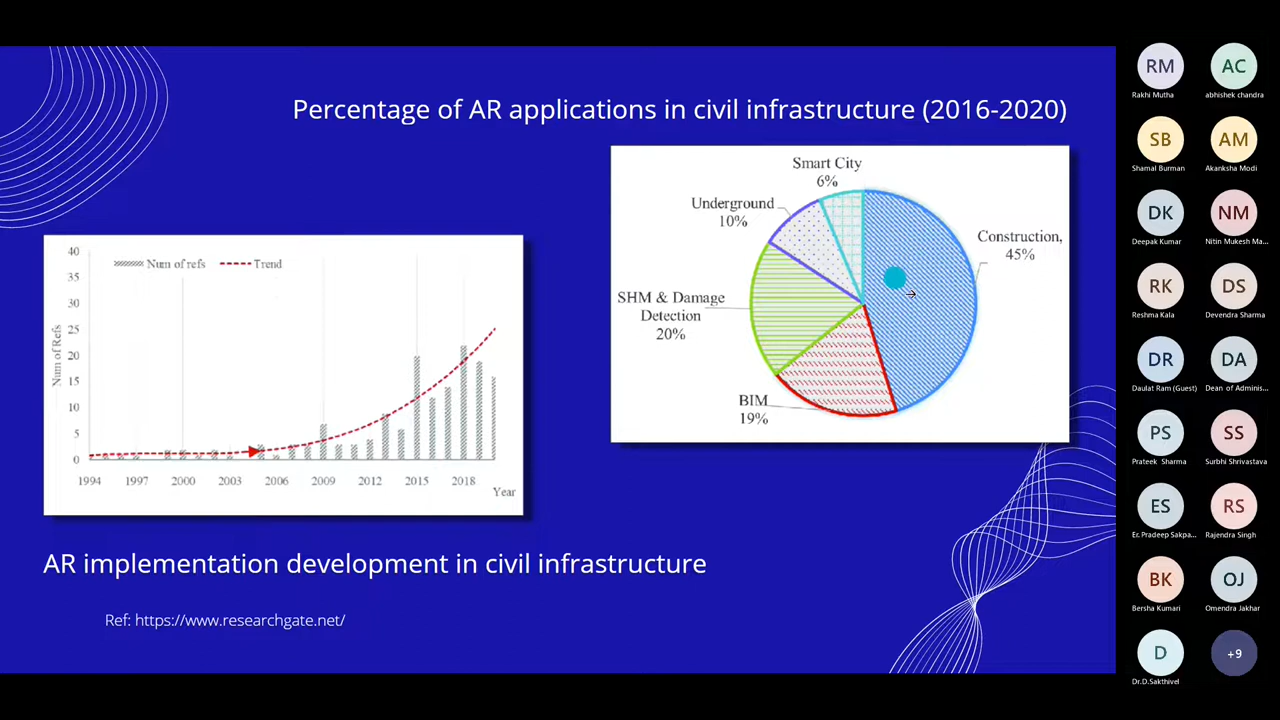 Percentage of AR applications in civil infrastructure (2016-2020)
Smart City
6%
Underground
10%
Construction,
45%
SHM & Damage
Detection
20%
BIM
19%
40
35
30
25
20
15
10
5
0
Num of Refs
Num of refs
Trend
1994 1997 2000 2003 2006 2009 2012 2015 2018
Year
AR implementation development in civil infrastructure
Ref: https://www.researchgate.net/
RM AC
Rakhi Mutha abhishek chandra
SB AM
Shamal Burman Akanksha Modi
DK NM
Deepak Kumar Nitin Mukesh Ma...
RK DS
Reshma Kala Devendra Sharma
DR DA
Daulat Ram (Guest) Dean of Adminis...
PS SS
Prateek Sharma Surbhi Shrivastava
ES RS
Er. Pradeep Sakpa... Rajendra Singh
BK OJ
Bersha Kumari Omendra Jakhar
D +9
Dr.D.Sakthivel